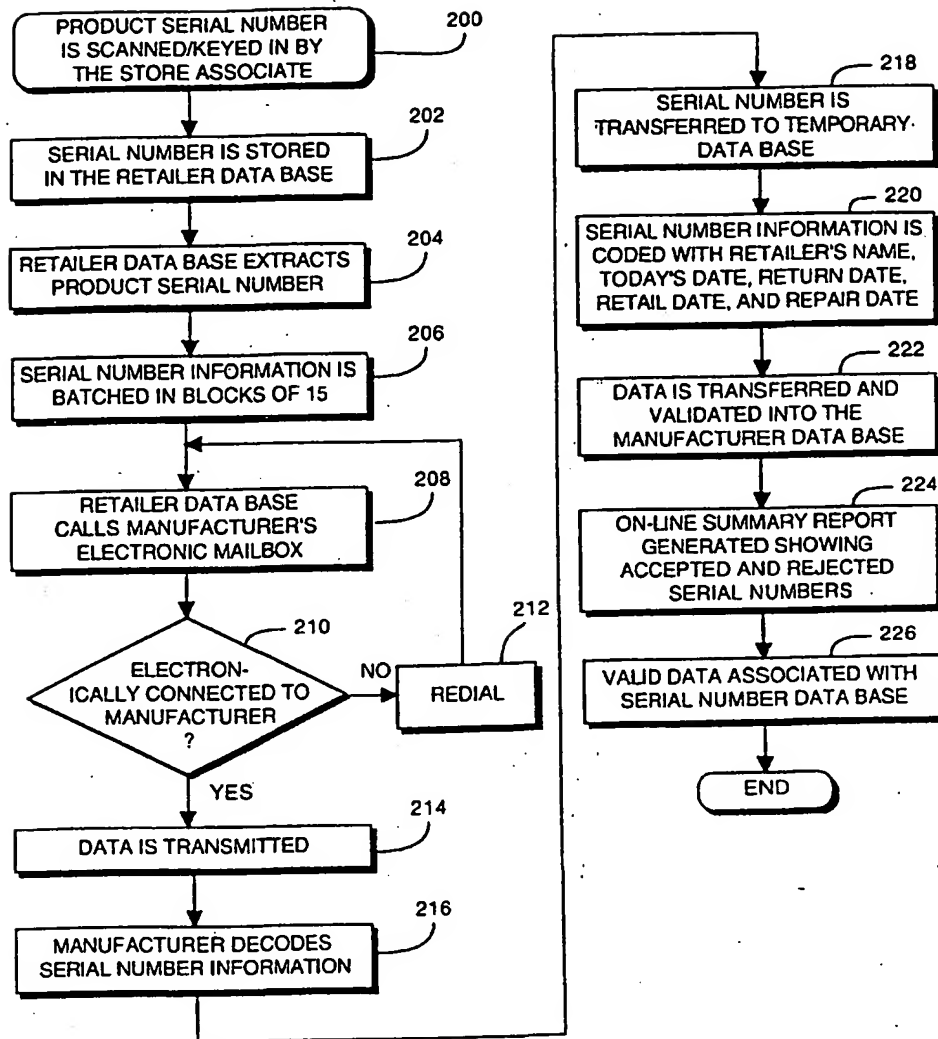 PRODUCT SERIAL NUMBER
IS SCANNED/KEYED IN BY
THE STORE ASSOCIATE
200
202
SERIAL NUMBER IS STORED
IN THE RETAILER DATA BASE
204
RETAILER DATA BASE EXTRACTS
PRODUCT SERIAL NUMBER
206
SERIAL NUMBER INFORMATION IS
BATCHED IN BLOCKS OF 15
208
RETAILER DATA BASE
CALLS MANUFACTURER'S
ELECTRONIC MAILBOX
210
ELECTRON-
ICALLY CONNECTED TO
MANUFACTURER
?
NO
212
REDIAL
YES
214
DATA IS TRANSMITTED
216
MANUFACTURER DECODES
SERIAL NUMBER INFORMATION
218
SERIAL NUMBER IS
TRANSFERRED TO TEMPORARY
DATA BASE
220
SERIAL NUMBER INFORMATION IS
CODED WITH RETAILER'S NAME,
TODAY'S DATE, RETURN DATE,
RETAIL DATE, AND REPAIR DATE
222
DATA IS TRANSFERRED AND
VALIDATED INTO THE
MANUFACTURER DATA BASE
224
ON-LINE SUMMARY REPORT
GENERATED SHOWING
ACCEPTED AND REJECTED
SERIAL NUMBERS
226
VALID DATA ASSOCIATED WITH
SERIAL NUMBER DATA BASE
END